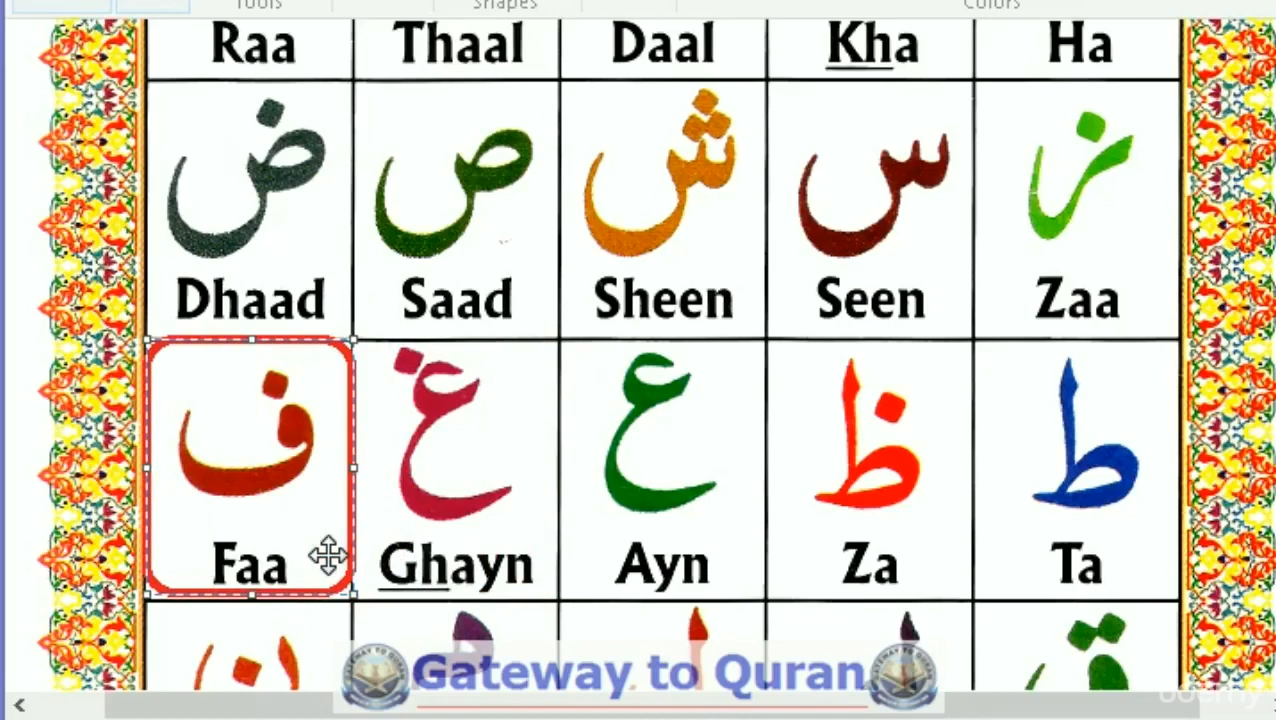 Tools Shapes Colors
Raa Thaal Daal Kha Ha
ض ص ش س ز
Dhaad Saad Sheen Seen Zaa
ف غ ع ظ ط
Faa Ghayn Ayn Za Ta
Gateway to Quran
udemy